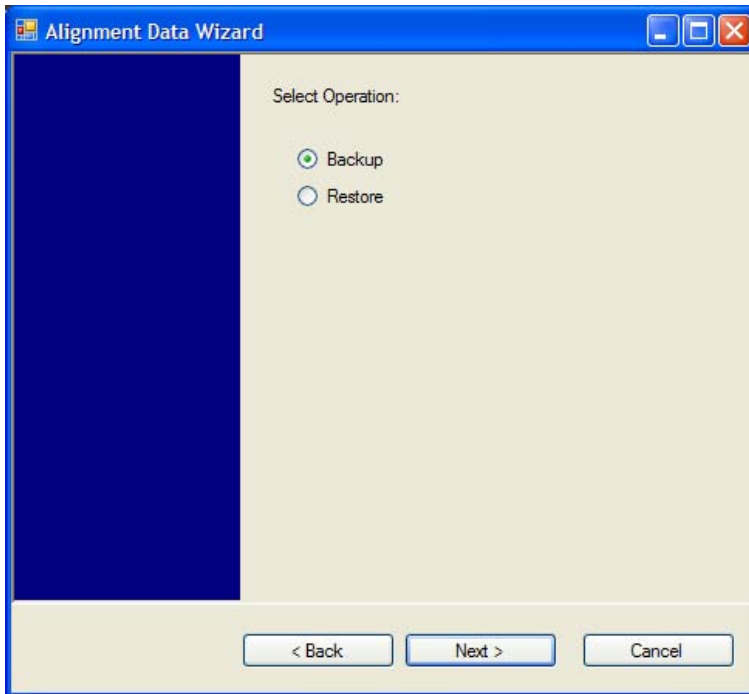 Alignment Data Wizard
Select Operation:
Backup
Restore
< Back Next > Cancel